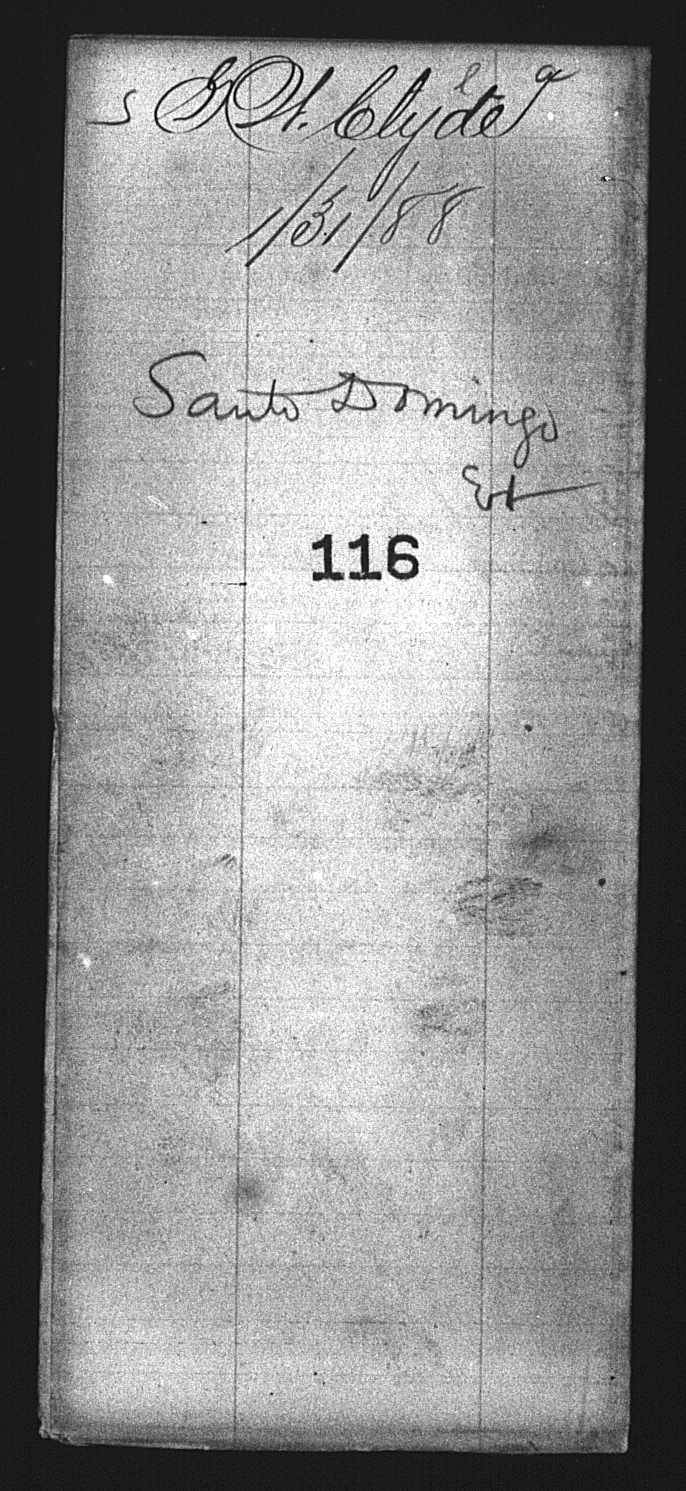 S G W. Clyde
1/31/88
Santo Domingo
116